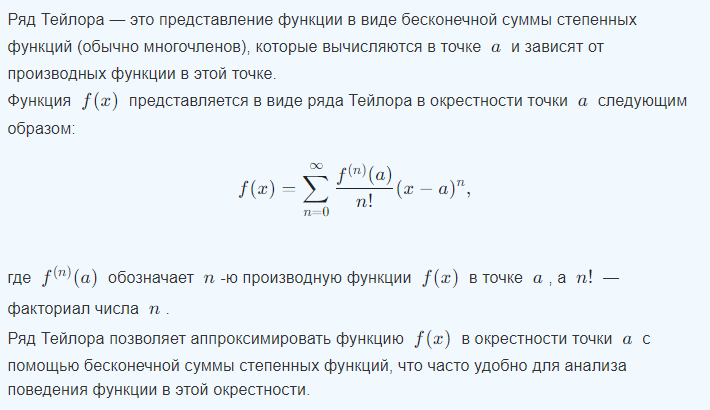 Ряд Тейлора — это представление функции в виде бесконечной суммы степенных
функций (обычно многочленов), которые вычисляются в точке a и зависят от
производных функции в этой точке.
Функция f(x) представляется в виде ряда Тейлора в окрестности точки a следующим
образом:
f(x) = ∑_{n=0}^{∞} \frac{f^{(n)}(a)}{n!} (x − a)^n,
где f^{(n)}(a) обозначает n -ю производную функции f(x) в точке a , а n! —
факториал числа n .
Ряд Тейлора позволяет аппроксимировать функцию f(x) в окрестности точки a с
помощью бесконечной суммы степенных функций, что часто удобно для анализа
поведения функции в этой окрестности.